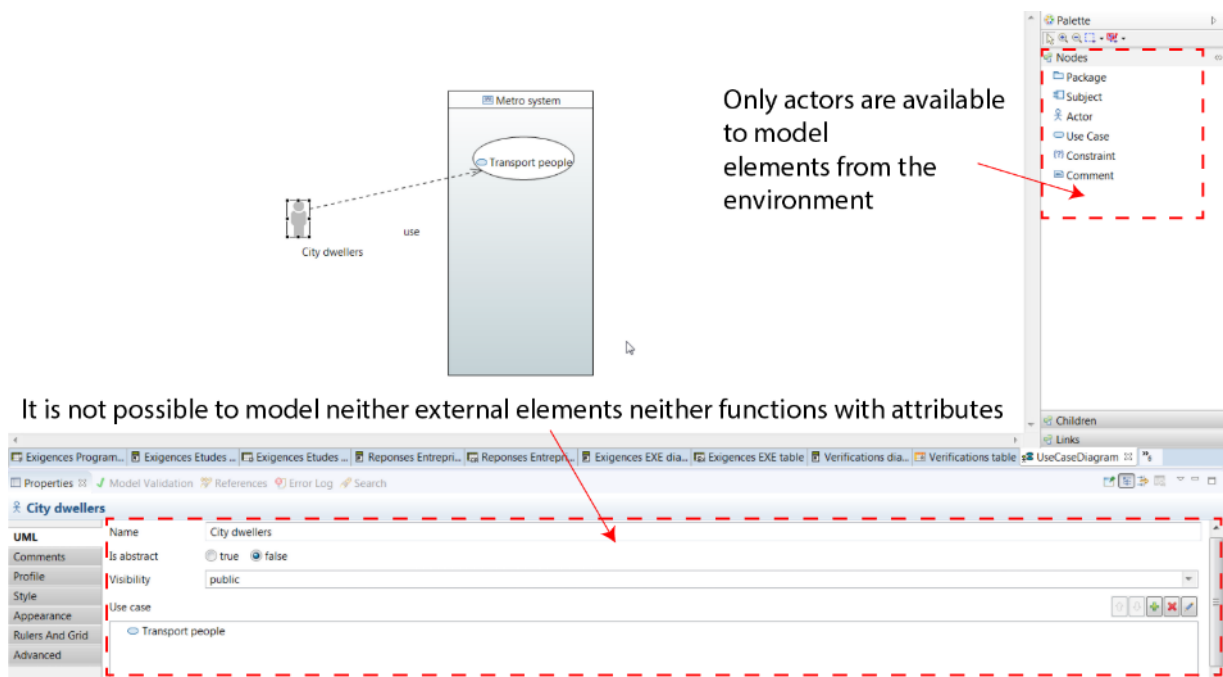 Palette
Nodes
Package
Subject
Actor
Use Case
Constraint
Comment
Metro system
Transport people
use
City dwellers
Only actors are available
to model
elements from the
environment
It is not possible to model neither external elements neither functions with attributes
Children
Links
Exigences Program... Exigences Etudes ... Exigences Etudes ... Reponses Entrepri... Reponses Entrepri... Exigences EXE dia... Exigences EXE table Verifications dia... Verifications table UseCaseDiagram
Properties Model Validation References Error Log Search
City dwellers
UML
Comments
Profile
Style
Appearance
Rulers And Grid
Advanced
Name City dwellers
Is abstract true false
Visibility public
Use case
Transport people